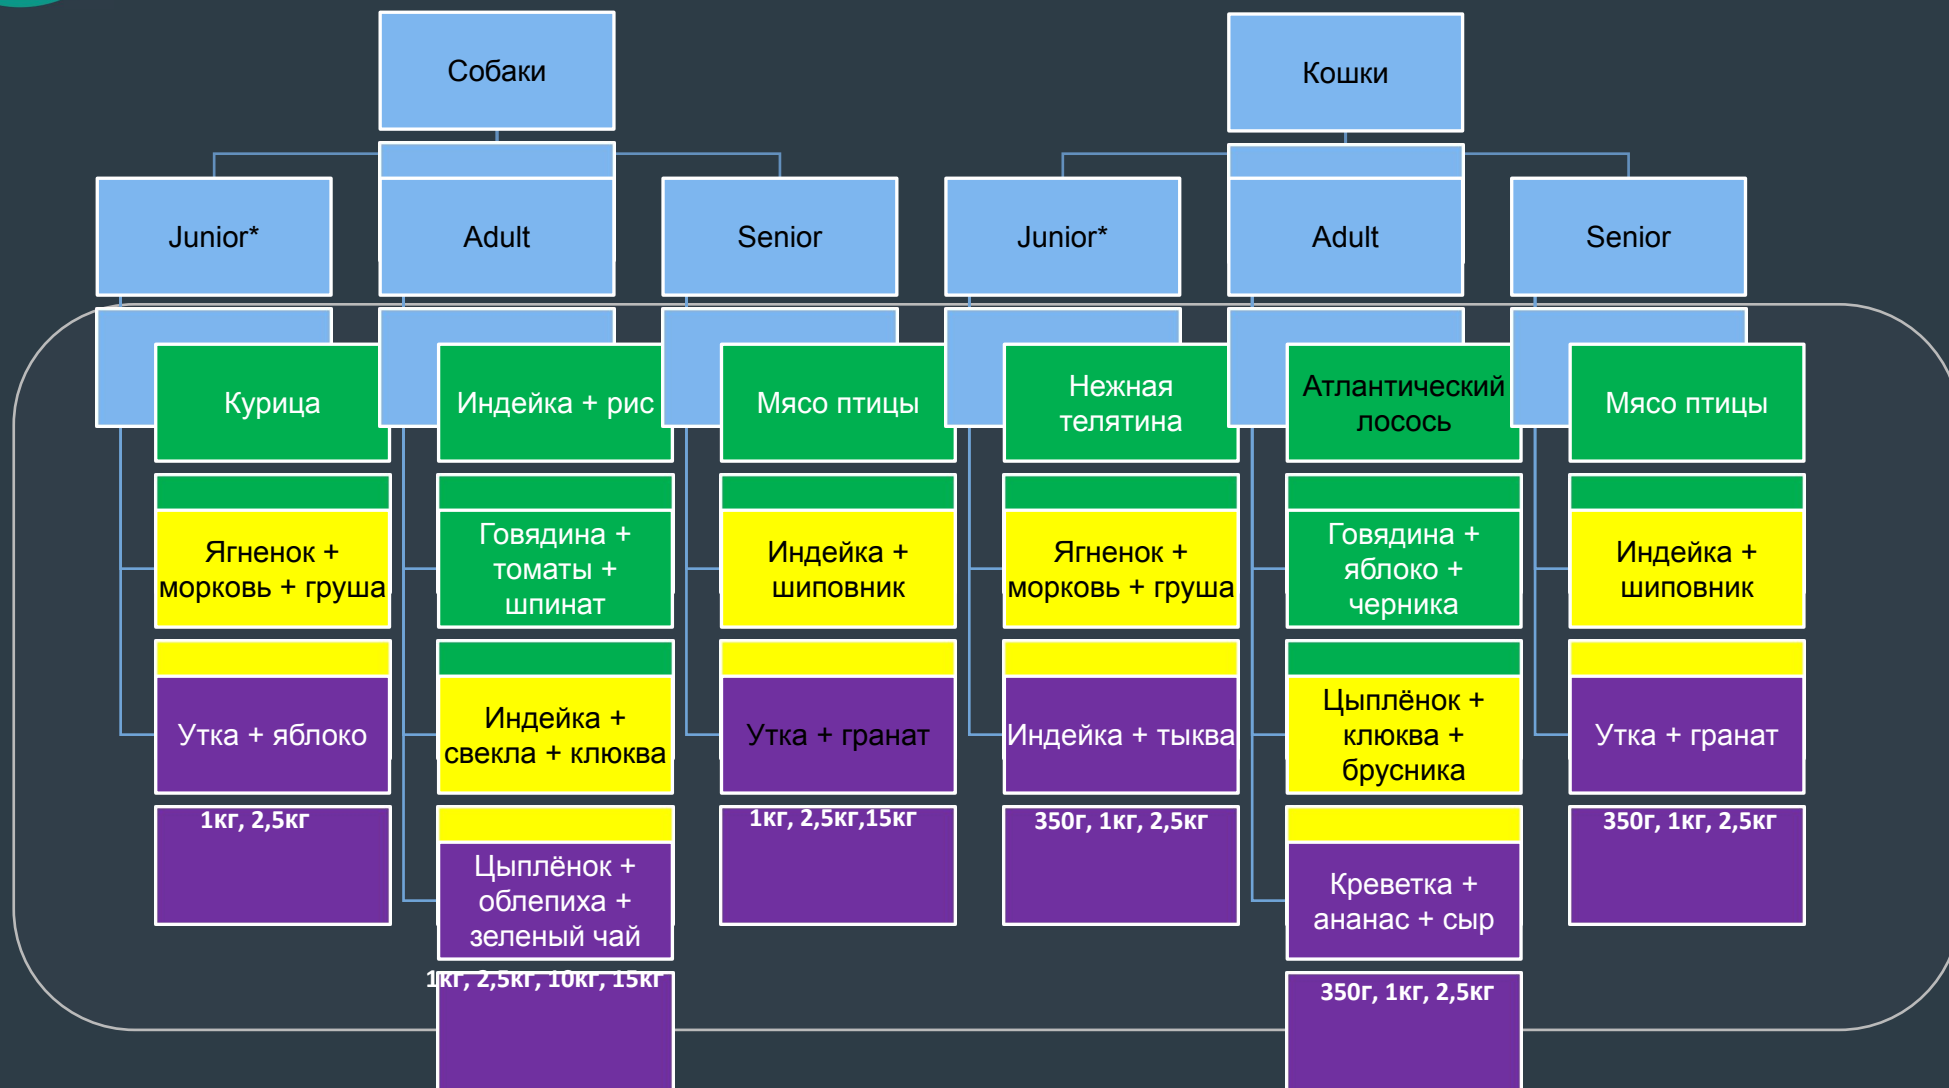 Собаки
Кошки
Junior*
Adult
Senior
Junior*
Adult
Senior
Курица
Индейка + рис
Мясо птицы
Нежная
телятина
Атлантический
лосось
Мясо птицы
Ягненок +
морковь + груша
Говядина +
томаты +
шпинат
Индейка +
шиповник
Ягненок +
морковь + груша
Говядина +
яблоко +
черника
Индейка +
шиповник
Утка + яблоко
Индейка +
свекла + клюква
Утка + гранат
Индейка + тыква
Цыплёнок +
клюква +
брусника
Утка + гранат
1кг, 2,5кг
1кг, 2,5кг,15кг
350г, 1кг, 2,5кг
350г, 1кг, 2,5кг
Цыплёнок +
облепиха +
зеленый чай
Креветка +
ананас + сыр
1кг, 2,5кг, 10кг, 15кг
350г, 1кг, 2,5кг